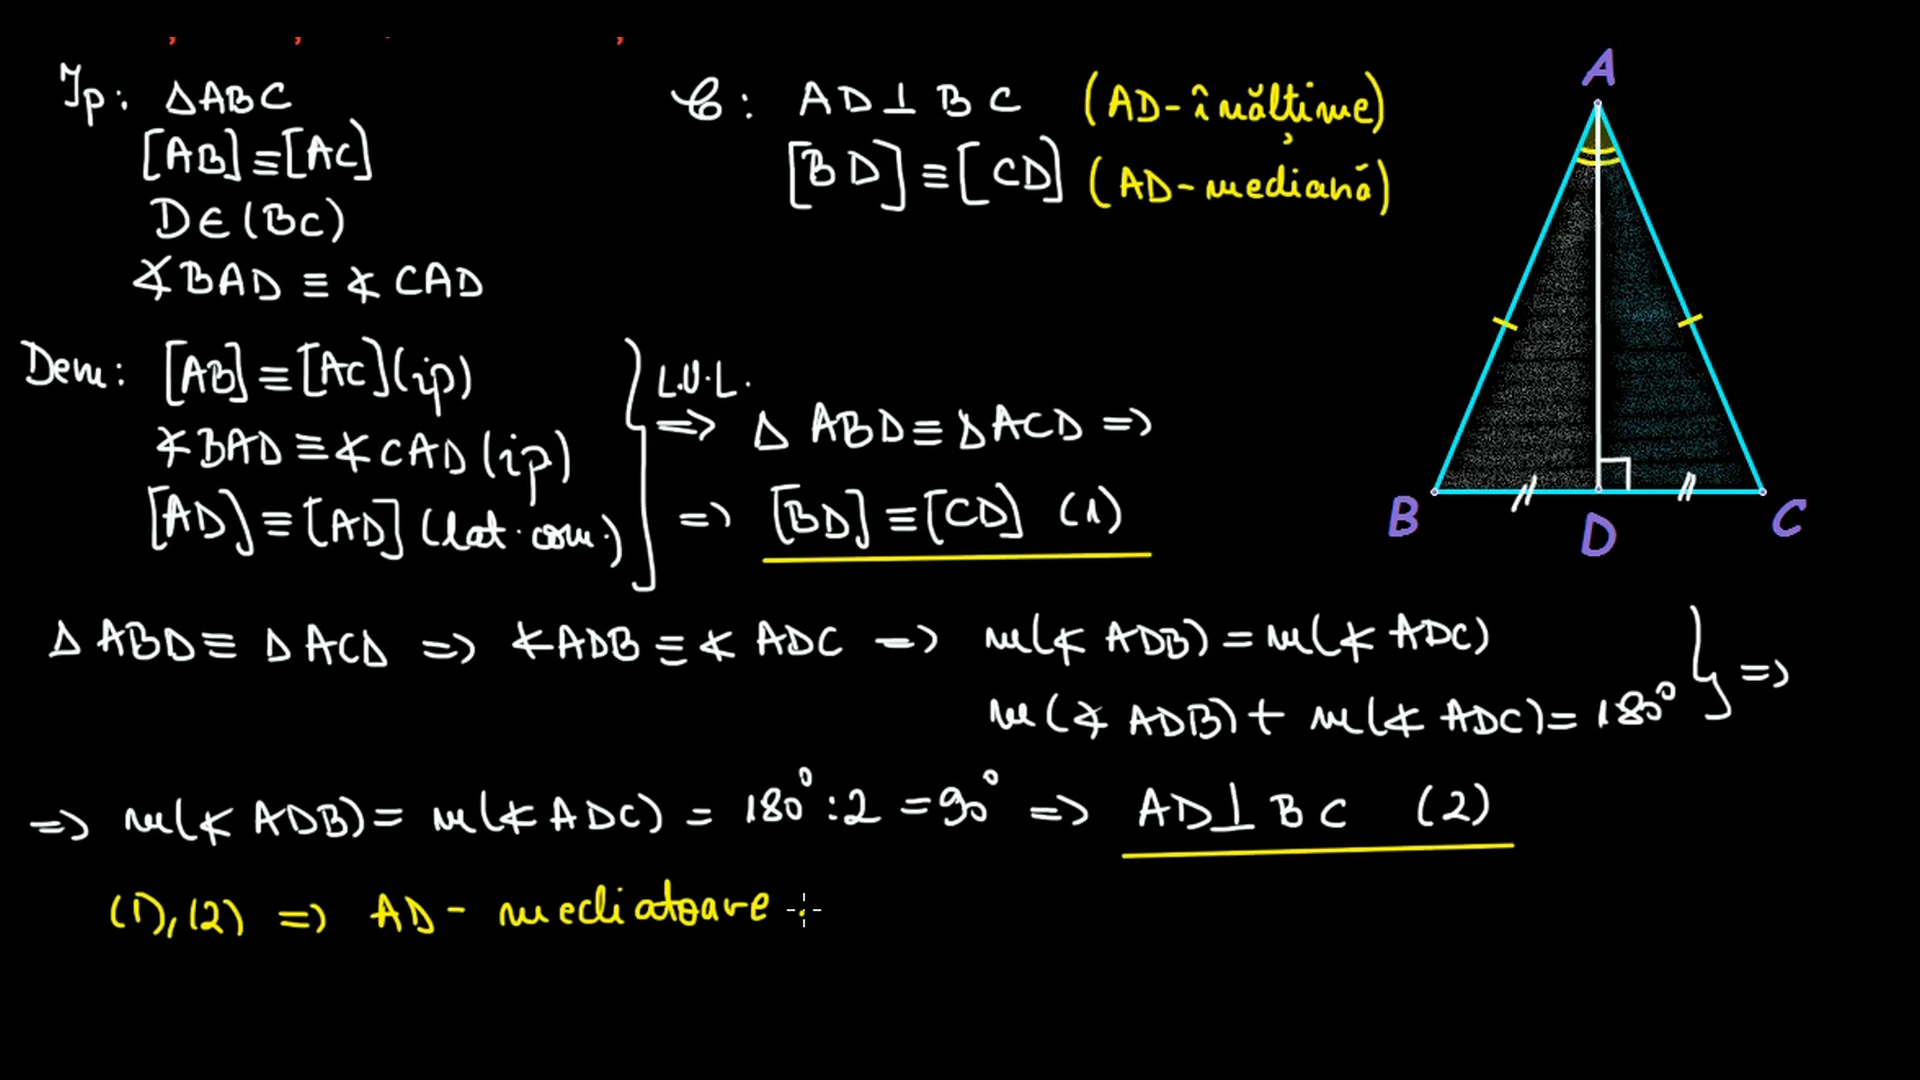 Ip: ΔABC
[AB]≡[AC]
D∈(BC)
∢BAD ≡ ∢CAD
C: AD⊥BC (AD-înălțime)
[BD]≡[CD] (AD-mediană)
A
B
D
C
Dem: [AB]≡[AC](ip)
∢BAD≡∢CAD(ip)
[AD]≡[AD](lat.com.)
L.U.L.
=> ΔABD≡ΔACD =>
=> [BD]≡[CD] (1)
ΔABD≡ΔACD => ∢ADB≡∢ADC => m(∢ADB)=m(∢ADC)
m(∢ADB)+m(∢ADC)=180° } =>
=> m(∢ADB)=m(∢ADC)=180°:2=90° => AD⊥BC (2)
(1),(2) => AD-mediatoare